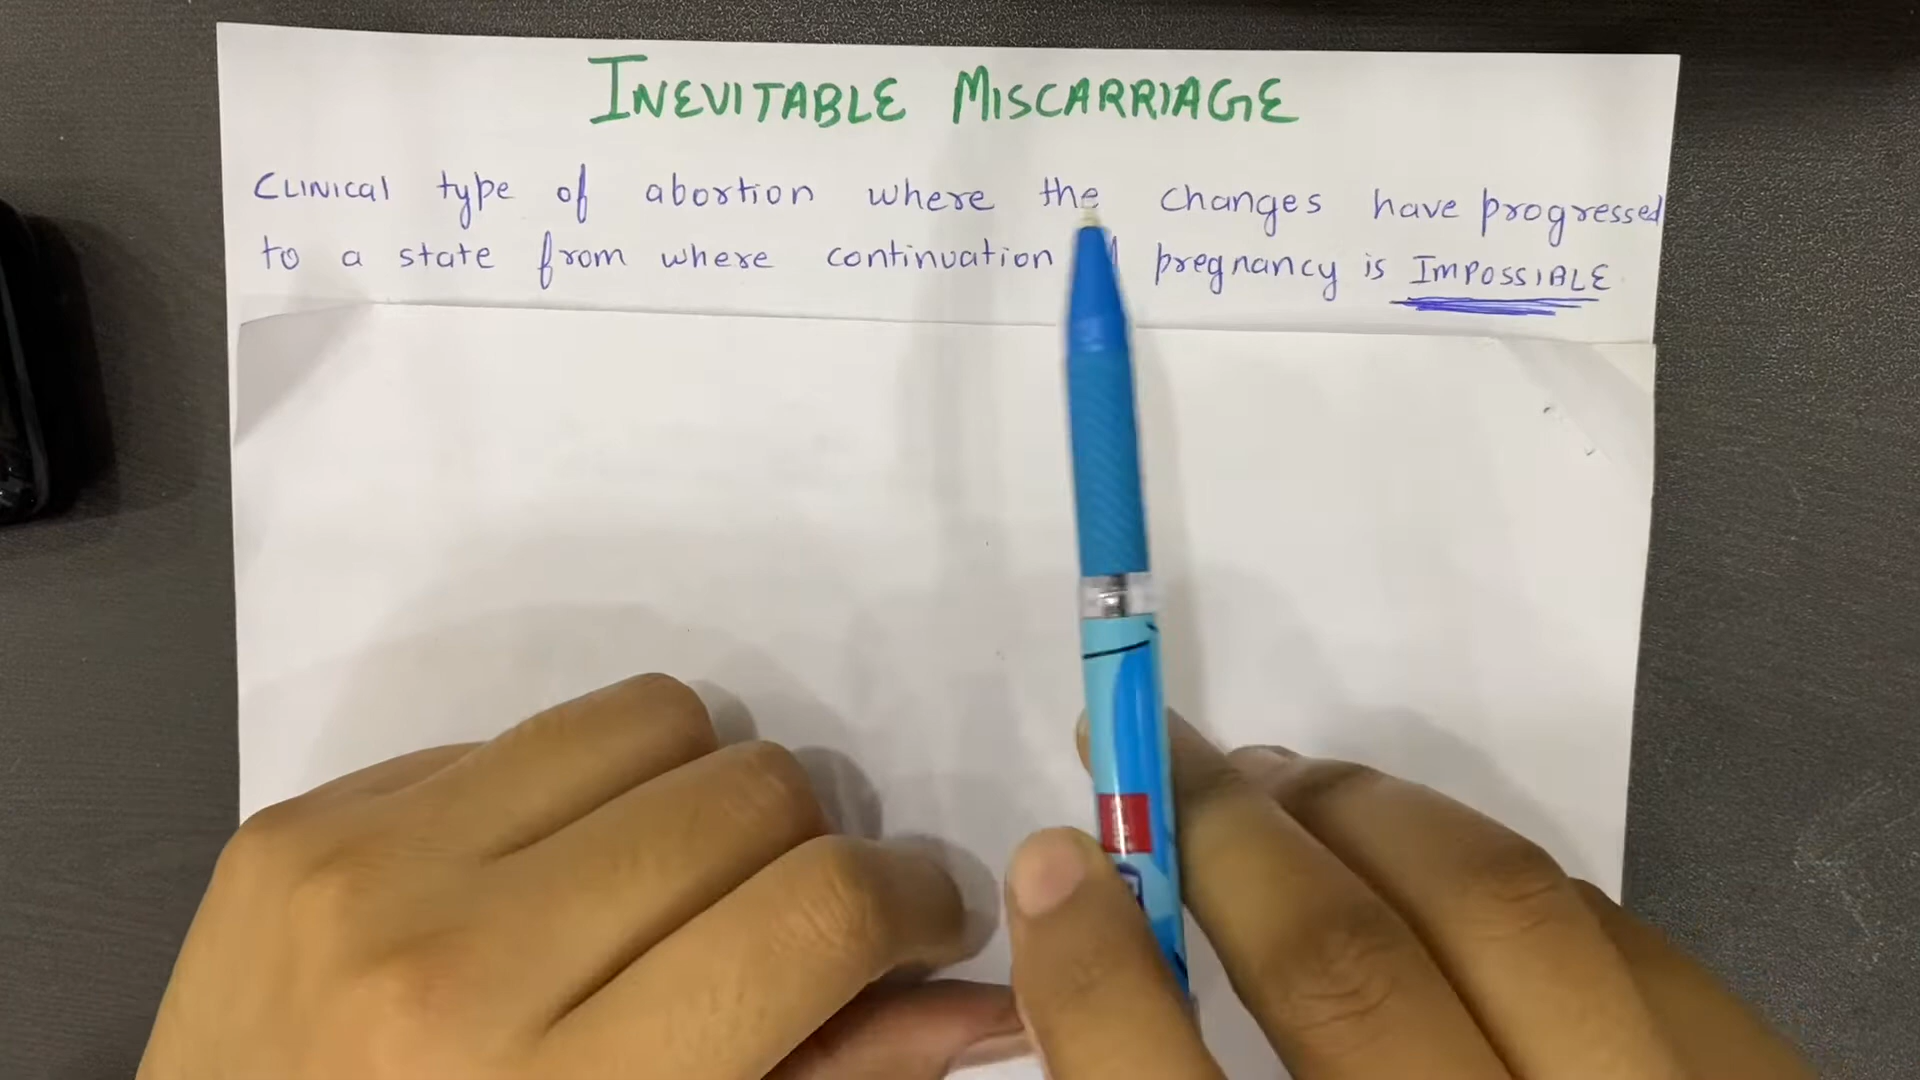 INEVITABLE MISCARRIAGE
CLINICAL type of abortion where the changes have progressed
to a state from where continuation pregnancy is IMPOSSIBLE